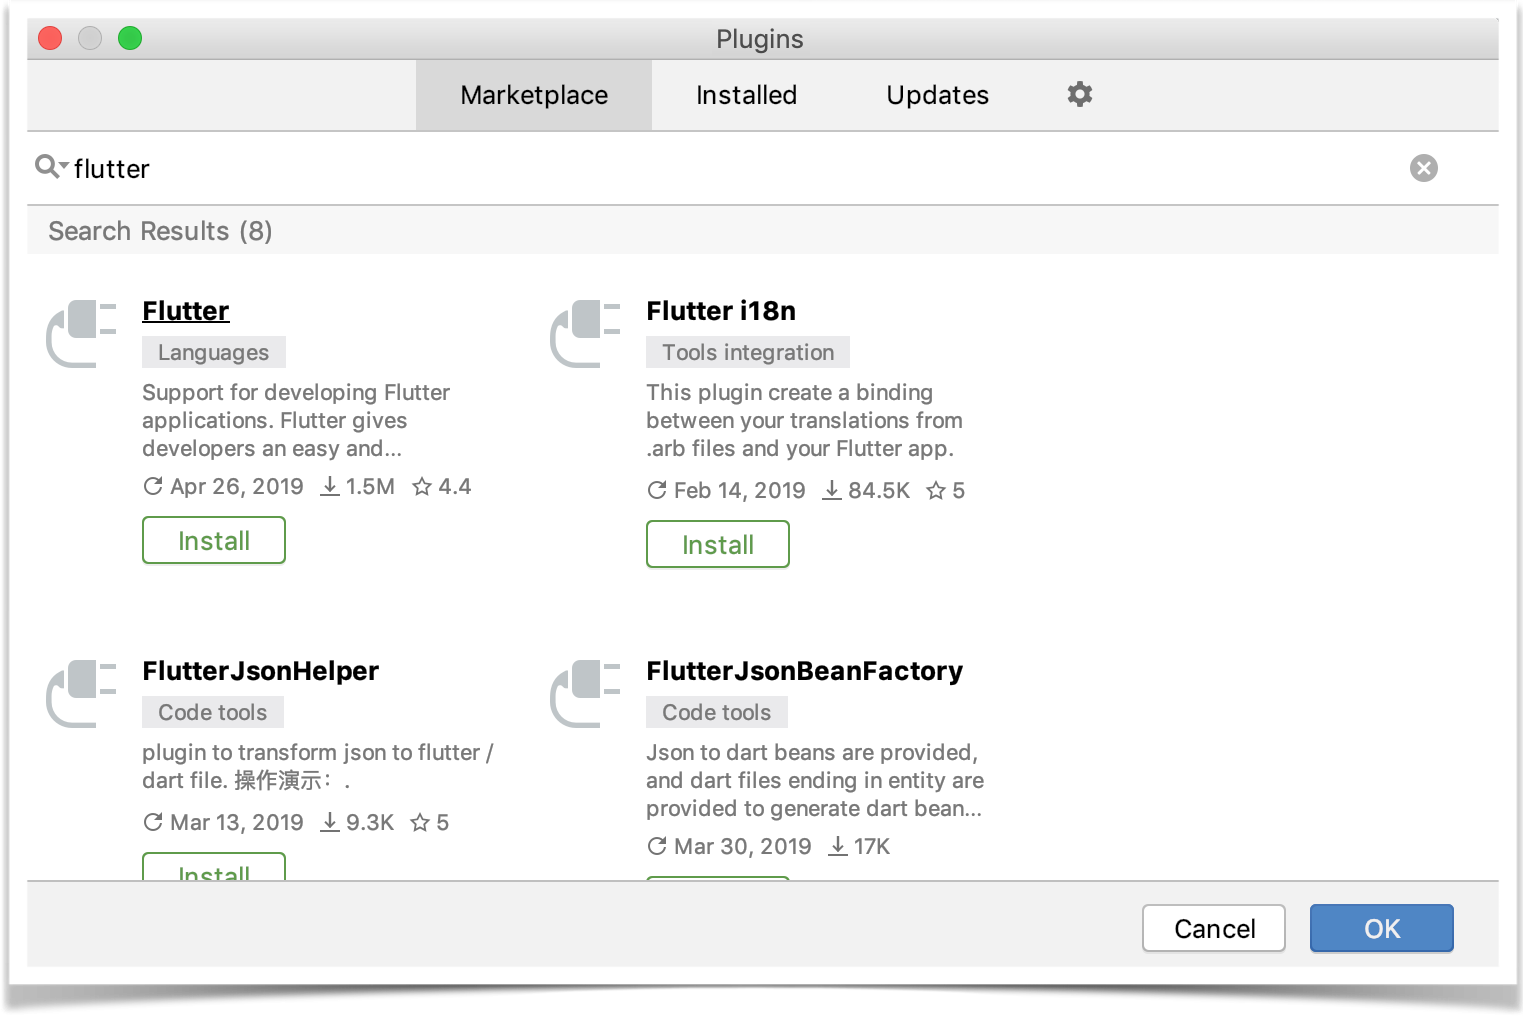 Plugins
Marketplace
Installed
Updates
flutter
Search Results (8)
Flutter
Languages
Support for developing Flutter
applications. Flutter gives
developers an easy and...
Apr 26, 2019 1.5M 4.4
Install
Flutter i18n
Tools integration
This plugin create a binding
between your translations from
.arb files and your Flutter app.
Feb 14, 2019 84.5K 5
Install
FlutterJsonHelper
Code tools
plugin to transform json to flutter /
dart file. 操作演示：.
Mar 13, 2019 9.3K 5
Install
FlutterJsonBeanFactory
Code tools
Json to dart beans are provided,
and dart files ending in entity are
provided to generate dart bean...
Mar 30, 2019 17K
Cancel
OK